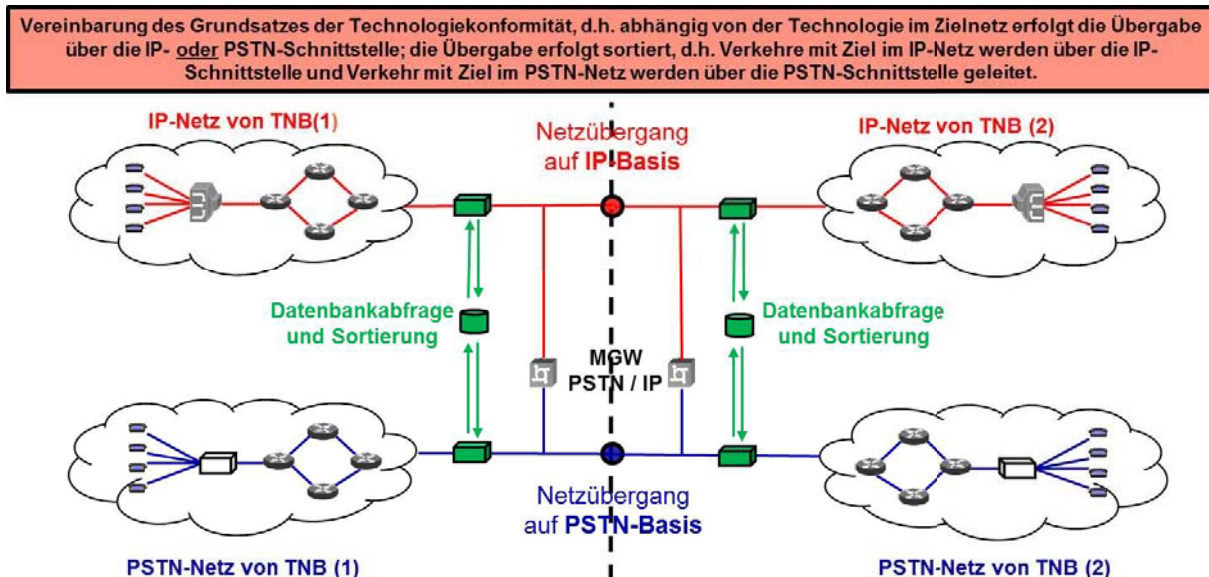 Vereinbarung des Grundsatzes der Technologiekonformität, d.h. abhängig von der Technologie im Zielnetz erfolgt die Übergabe
über die IP- oder PSTN-Schnittstelle; die Übergabe erfolgt sortiert, d.h. Verkehre mit Ziel im IP-Netz werden über die IP-
Schnittstelle und Verkehr mit Ziel im PSTN-Netz werden über die PSTN-Schnittstelle geleitet.
IP-Netz von TNB(1)
Netzübergang
auf IP-Basis
IP-Netz von TNB (2)
Datenbankabfrage
und Sortierung
Datenbankabfrage
und Sortierung
MGW
PSTN / IP
Netzübergang
auf PSTN-Basis
PSTN-Netz von TNB (1)
PSTN-Netz von TNB (2)